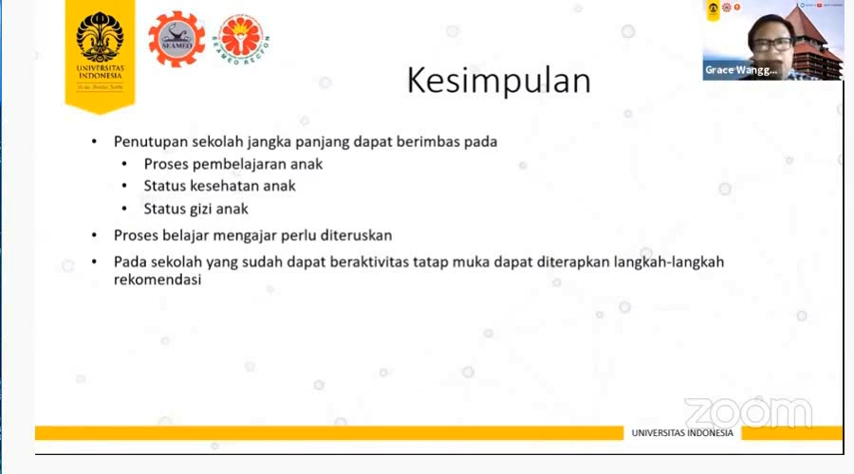 UNIVERSITAS
INDONESIA
SEAMEO
SEAMEO RECFON
Kesimpulan
Grace Wangg...
• Penutupan sekolah jangka panjang dapat berimbas pada
• Proses pembelajaran anak
• Status kesehatan anak
• Status gizi anak
• Proses belajar mengajar perlu diteruskan
• Pada sekolah yang sudah dapat beraktivitas tatap muka dapat diterapkan langkah-langkah
rekomendasi
zoom
UNIVERSITAS INDONESIA